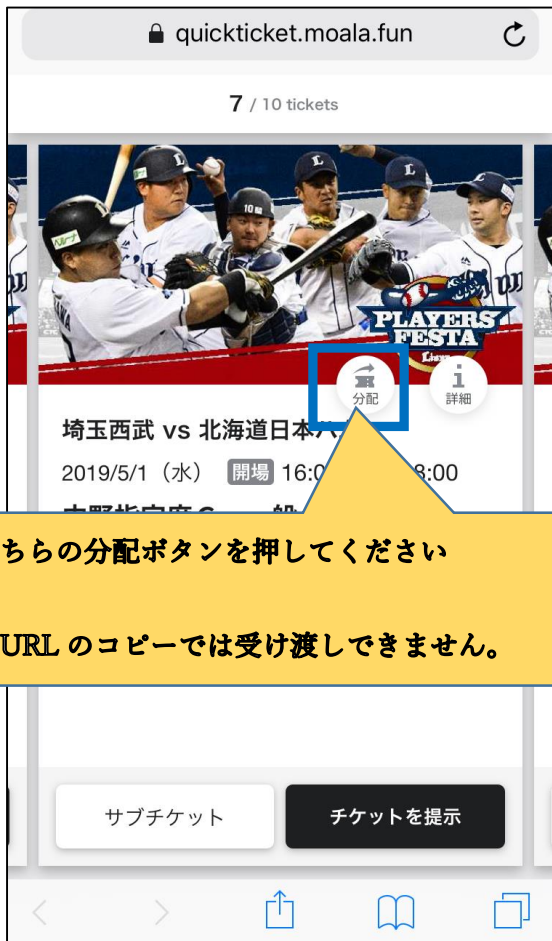 quickticket.moala.fun
7 / 10 tickets
PLAYERS
FESTA
Lions
分配
詳細
埼玉西武 vs 北海道日本ハ
2019/5/1（水） 開場 16:0 8:00
ちらの分配ボタンを押してください
URL のコピーでは受け渡しできません。
サブチケット
チケットを提示